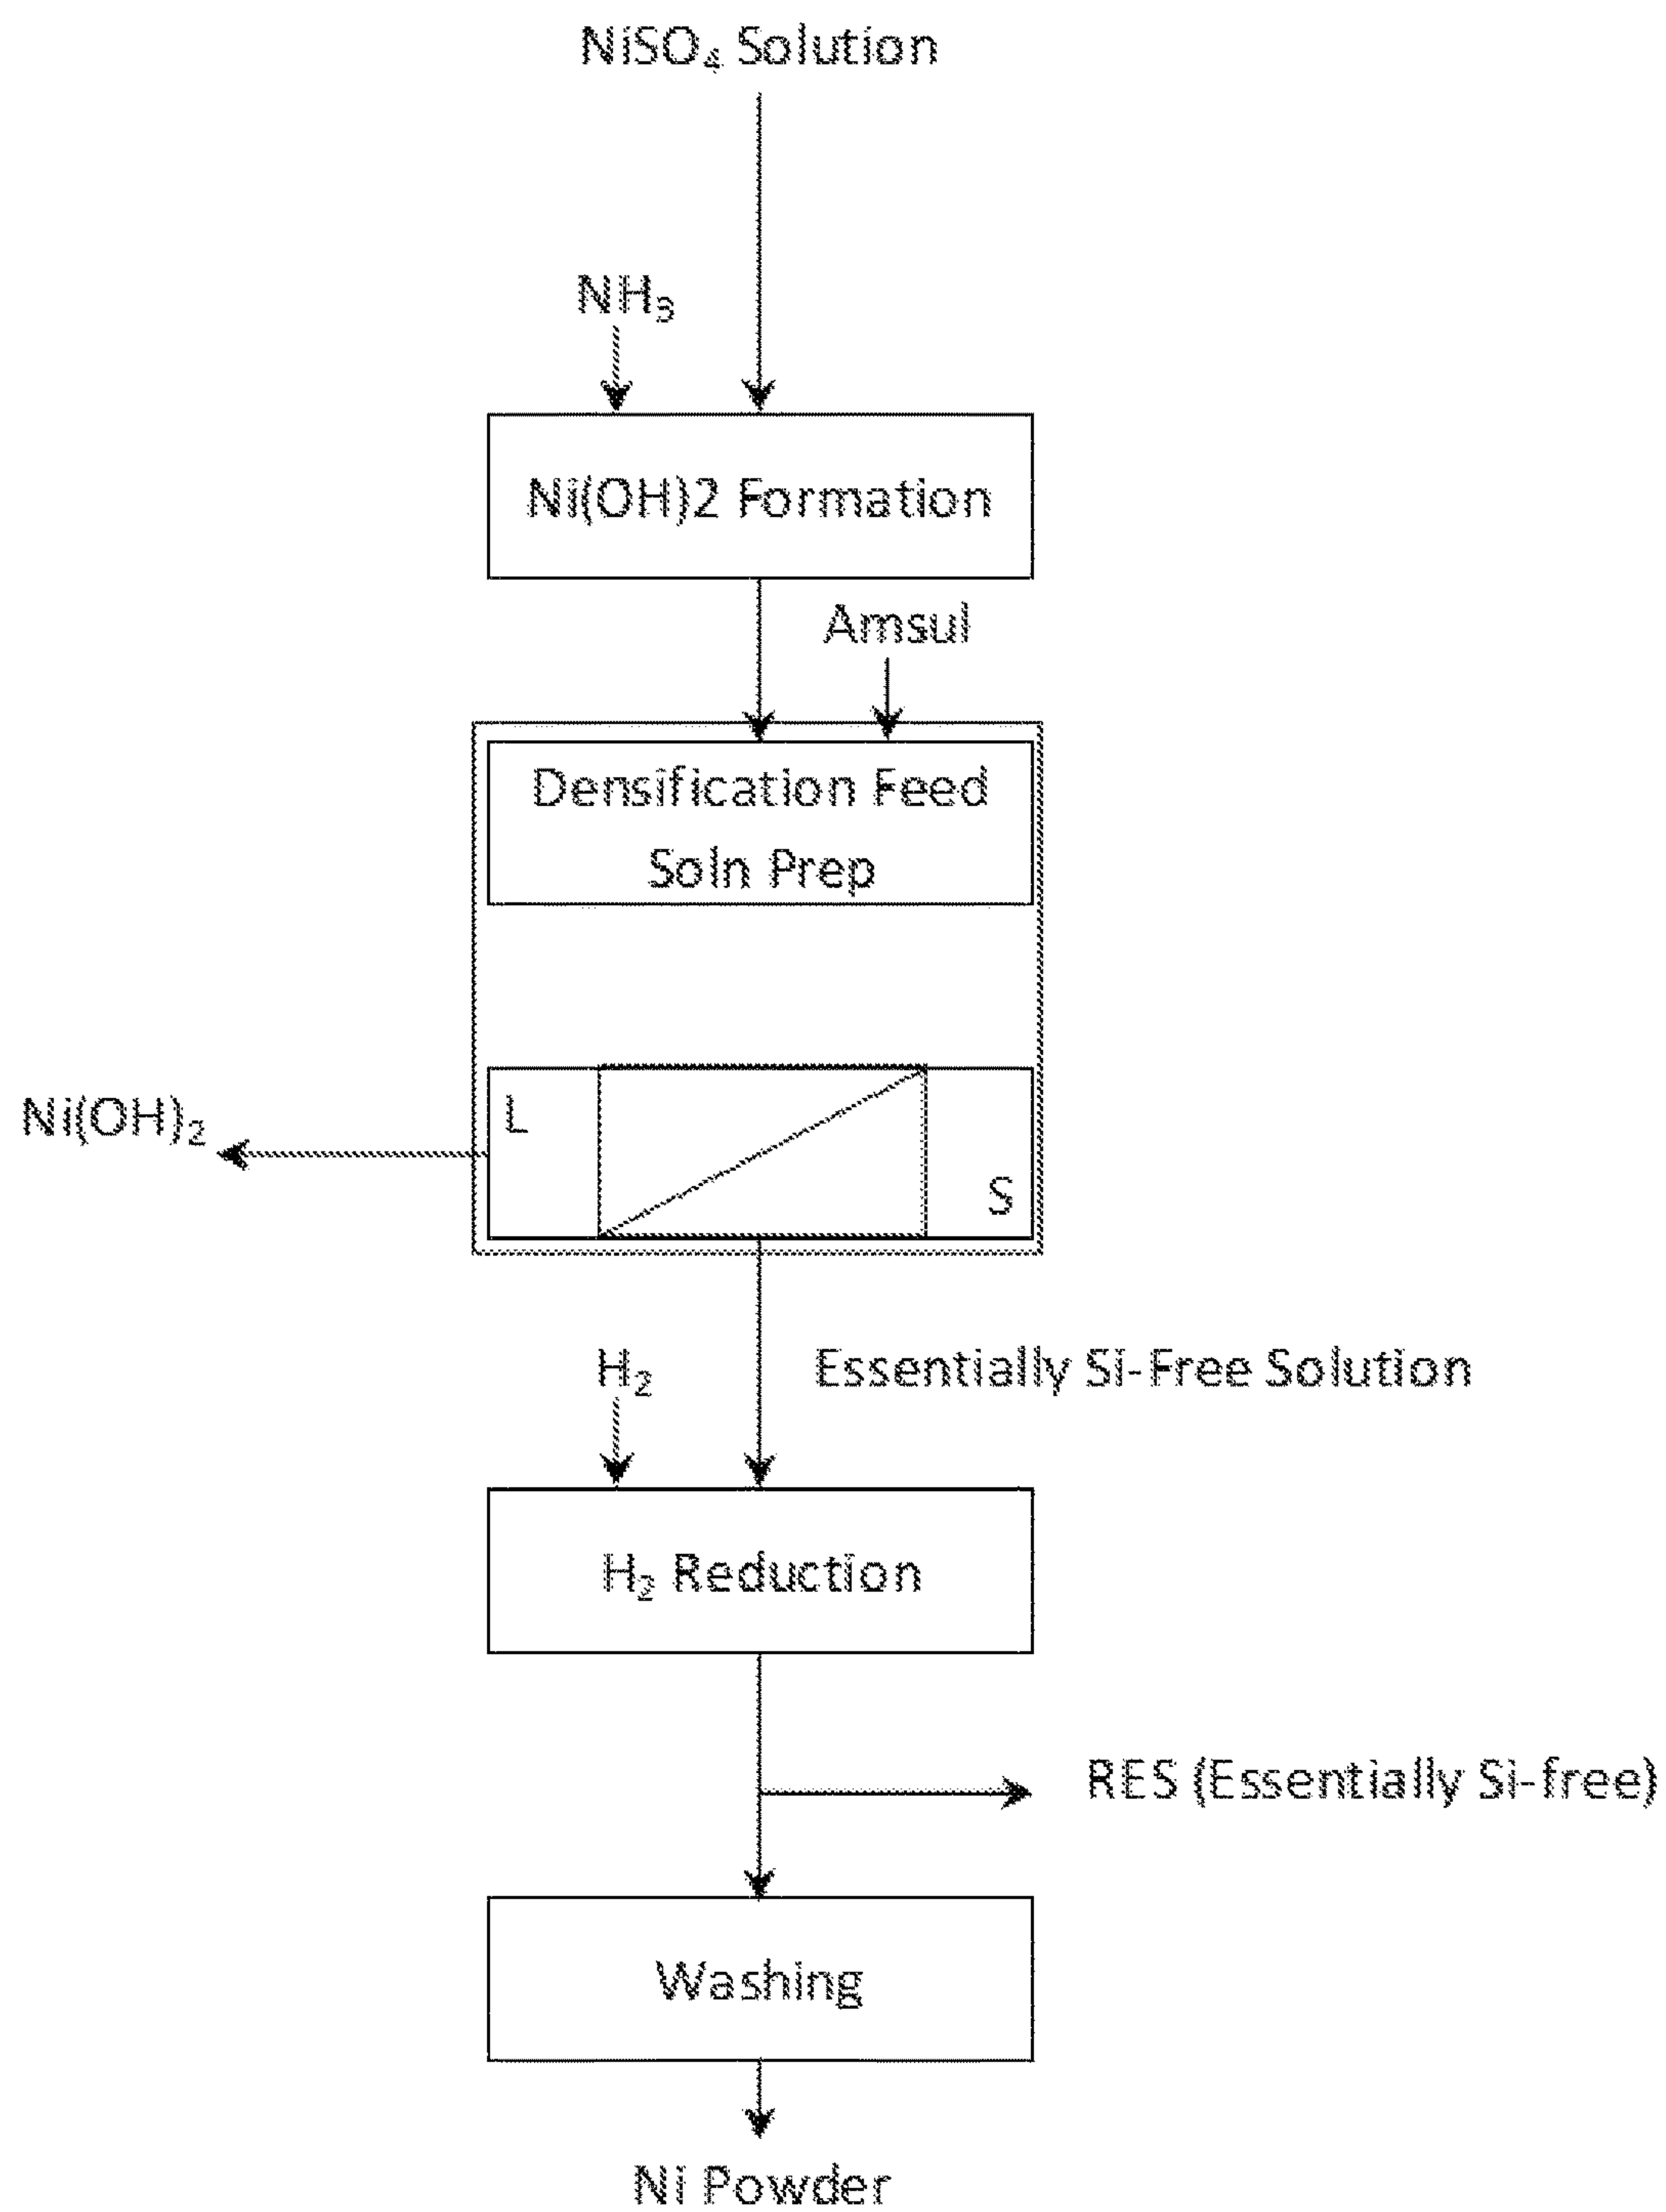 NiSO₄ Solution
NH₃
Ni(OH)2 Formation
Amsul
Densification Feed
Soln Prep
L
Ni(OH)₂
S
H₂
Essentially Si-Free Solution
H₂ Reduction
RES (Essentially Si-free)
Washing
Ni Powder